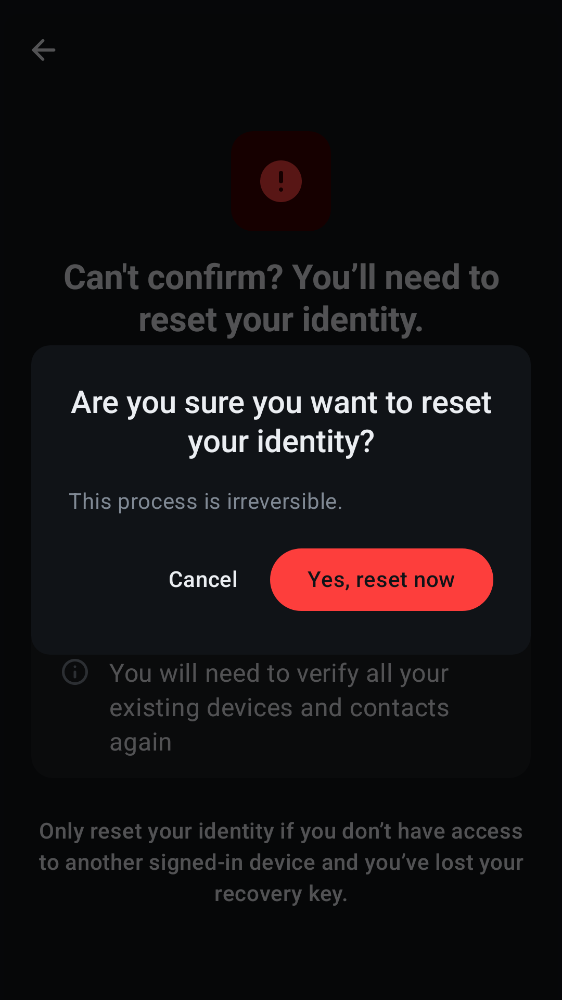 Can't confirm? You’ll need to
reset your identity.
Are you sure you want to reset
your identity?
This process is irreversible.
Cancel
Yes, reset now
You will need to verify all your
existing devices and contacts
again
Only reset your identity if you don’t have access
to another signed-in device and you’ve lost your
recovery key.